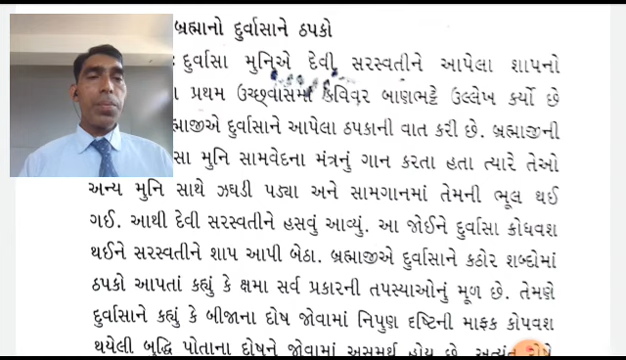 બ્રહ્માનો દુર્વાસાને ઠપકો
: દુર્વાસા મુનિએ દેવી સરસ્વતીને આપેલા શાપનો
પ્રથમ ઉચ્છ્વાસમાં કવિવર બાણભટ્ટે ઉલ્લેખ કર્યો છે
દુર્વાસાને આપેલા ઠપકાની વાત કરી છે. બ્રહ્માજીની
મુનિ સામવેદના મંત્રનું ગાન કરતા હતા ત્યારે તેઓ
અન્ય મુનિ સાથે ઝઘડી પડ્યા અને સામગાનમાં તેમની ભૂલ થઈ
ગઈ. આથી દેવી સરસ્વતીને હસવું આવ્યું. આ જોઈને દુર્વાસા ક્રોધવશ
થઈને સરસ્વતીને શાપ આપી બેઠા. બ્રહ્માજીએ દુર્વાસાને કઠોર શબ્દોમાં
ઠપકો આપતાં કહ્યું કે ક્ષમા સર્વ પ્રકારની તપસ્યાઓનું મૂળ છે. તેમણે
દુર્વાસાને કહ્યું કે બીજાના દોષ જોવામાં નિપુણ દૃષ્ટિની માફક કોપવશ
થયેલી બુદ્ધિ પોતાના દોષને જોવામાં અસમર્થ હોય છે.